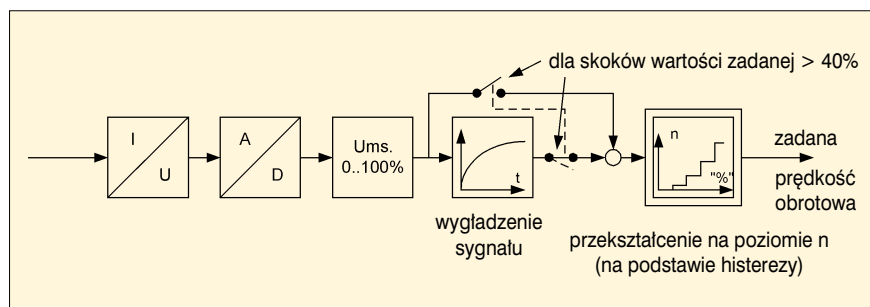 dla skoków wartości zadanej > 40%
I
U
A
D
Ums.
0..100%
t
n
"%"
zadana
prędkość
obrotowa
wygładzenie
sygnału
przekształcenie na poziomie n
(na podstawie histerezy)